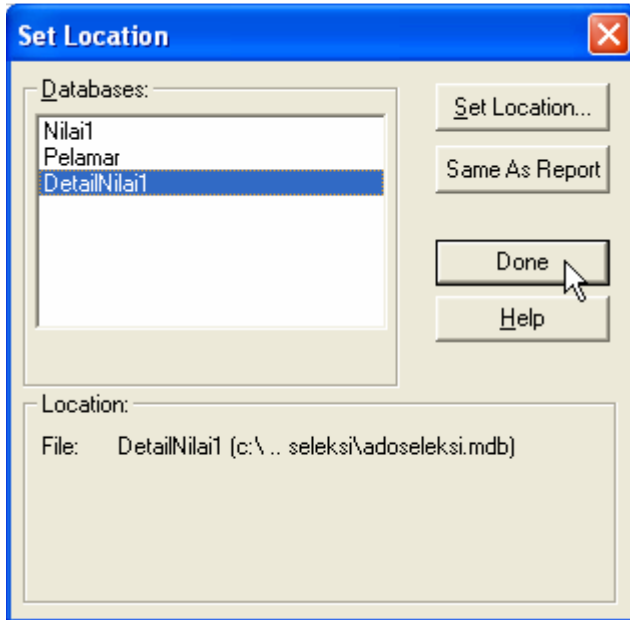 Set Location
Databases:
Nilai1
Pelamar
DetailNilai1
Set Location...
Same As Report
Done
Help
Location:
File: DetailNilai1 (c:\ .. seleksi\adoseleksi.mdb)